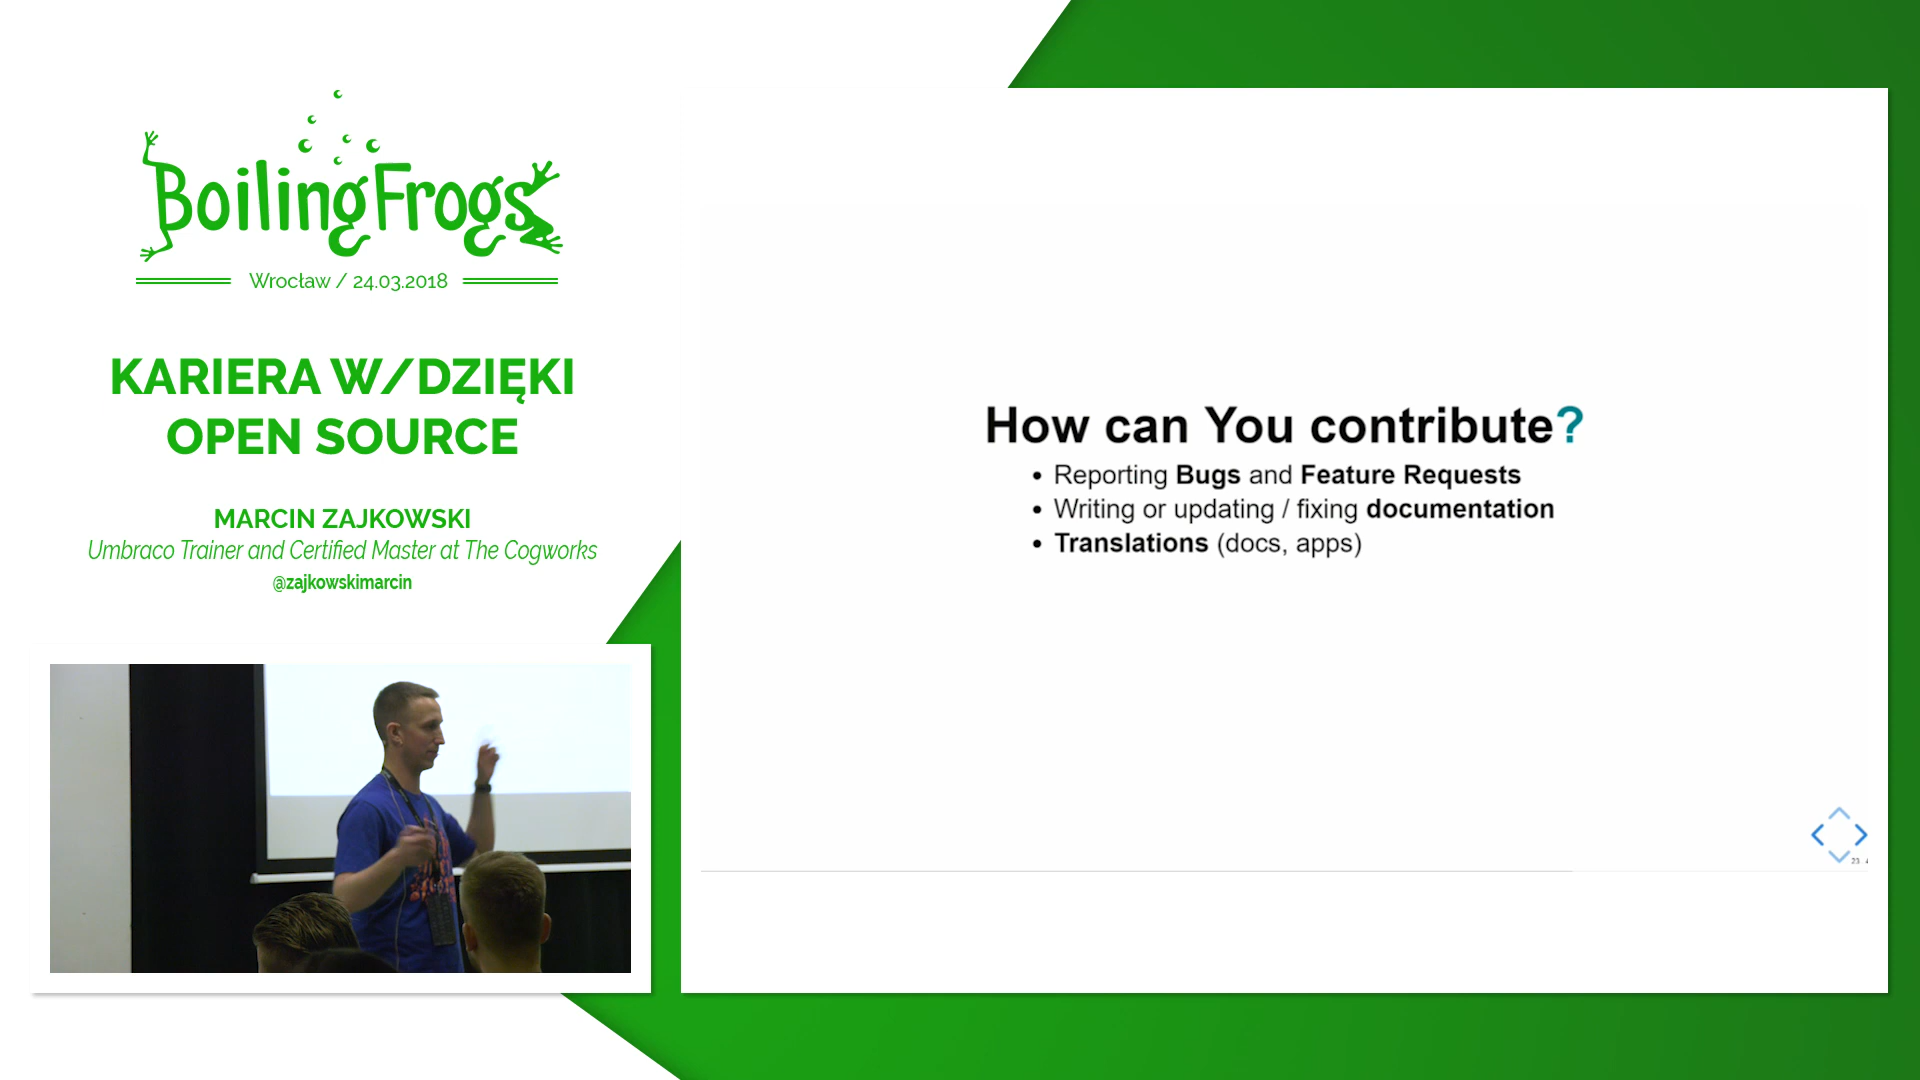 BoilingFrogs
Wrocław / 24.03.2018
KARIERA W/DZIĘKI
OPEN SOURCE
MARCIN ZAJKOWSKI
Umbraco Trainer and Certified Master at The Cogworks
@zajkowskimarcin
How can You contribute?
• Reporting Bugs and Feature Requests
• Writing or updating / fixing documentation
• Translations (docs, apps)
23